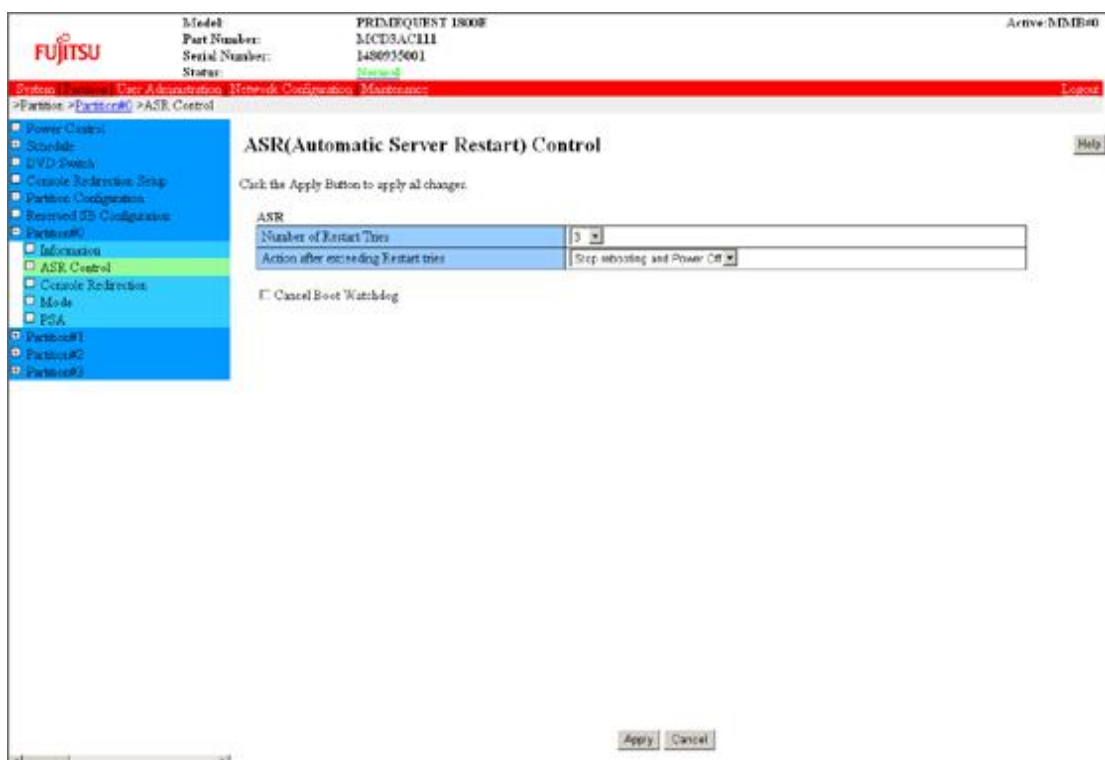 FUJITSU
Model: PRIMEQUEST 1800E
Part Number: MCD3AC111
Serial Number: 1480935001
Status: Normal
Active:MMB#0
System Partition User Administration Network Configuration Maintenance Logout
>Partition >Partition#0 >ASR Control
Power Control
Schedule
DVD Switch
Console Redirection Setup
Partition Configuration
Reserved SB Configuration
Partition#0
Information
ASR Control
Console Redirection
Mode
PSA
Partition#1
Partition#2
Partition#3
ASR(Automatic Server Restart) Control
Help
Click the Apply Button to apply all changes.
ASR
Number of Restart Tries 3
Action after exceeding Restart tries Stop rebooting and Power Off
Cancel Boot Watchdog
Apply Cancel